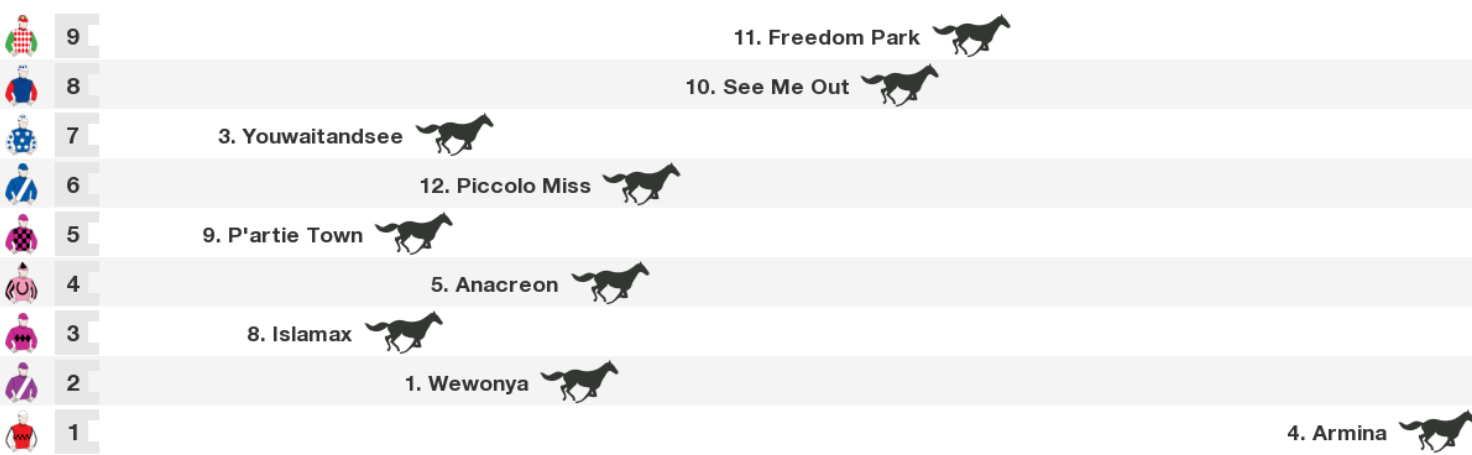 9 11. Freedom Park
8 10. See Me Out
7 3. Youwaitandsee
6 12. Piccolo Miss
5 9. P'artie Town
4 5. Anacreon
3 8. Islamax
2 1. Wewonya
1 4. Armina